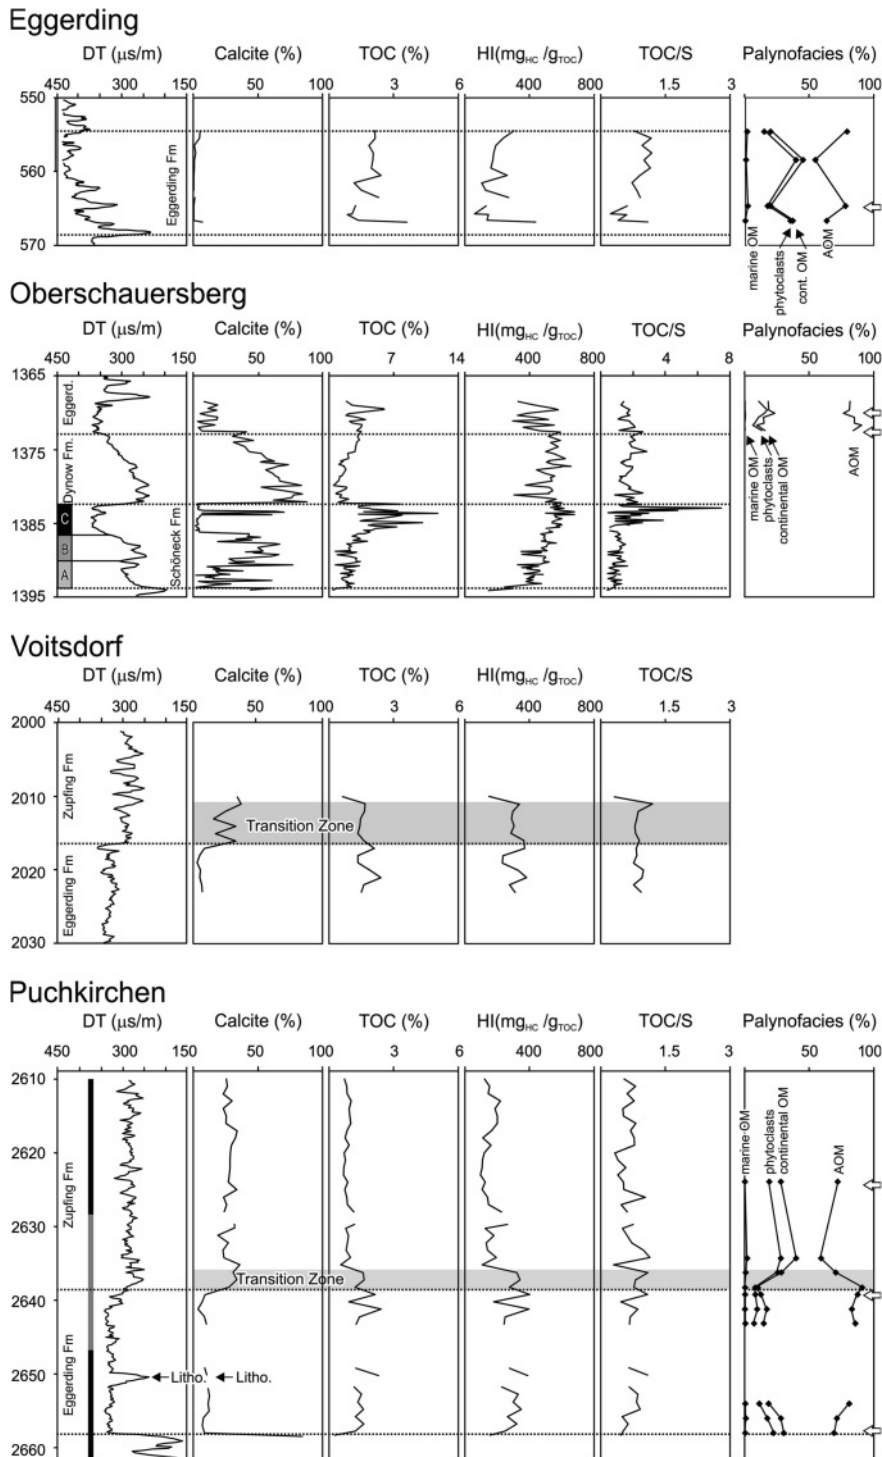 Eggerding
DT (µs/m) Calcite (%) TOC (%) HI(mgHC /gTOC) TOC/S Palynofacies (%)
450 300 150 50 100 3 6 400 800 1.5 3 50 100
550
560
570
Eggerding Fm
marine OM
phytoclasts
cont. OM
AOM
Oberschauersberg
DT (µs/m) Calcite (%) TOC (%) HI(mgHC /gTOC) TOC/S Palynofacies (%)
450 300 150 50 100 7 14 400 800 4 8 50 100
1365
1375
1385
1395
Eggerd.
Dynow Fm.
Schöneck Fm
C
B
A
marine OM
phytoclasts
continental OM
AOM
Voitsdorf
DT (µs/m) Calcite (%) TOC (%) HI(mgHC /gTOC) TOC/S
450 300 150 50 100 3 6 400 800 1.5 3
2000
2010
2020
2030
Zupfing Fm
Eggerding Fm
Transition Zone
Puchkirchen
DT (µs/m) Calcite (%) TOC (%) HI(mgHC /gTOC) TOC/S Palynofacies (%)
450 300 150 50 100 3 6 400 800 1.5 3 50 100
2610
2620
2630
2640
2650
2660
Zupfing Fm
Eggerding Fm
Transition Zone
Litho. Litho.
marine OM
phytoclasts
continental OM
AOM